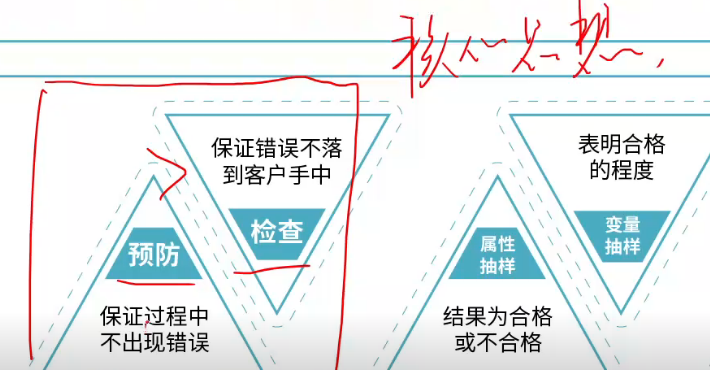 核心思想,
保证错误不落
到客户手中
检查
预防
保证过程中
不出现错误
表明合格
的程度
变量
抽样
属性
抽样
结果为合格
或不合格